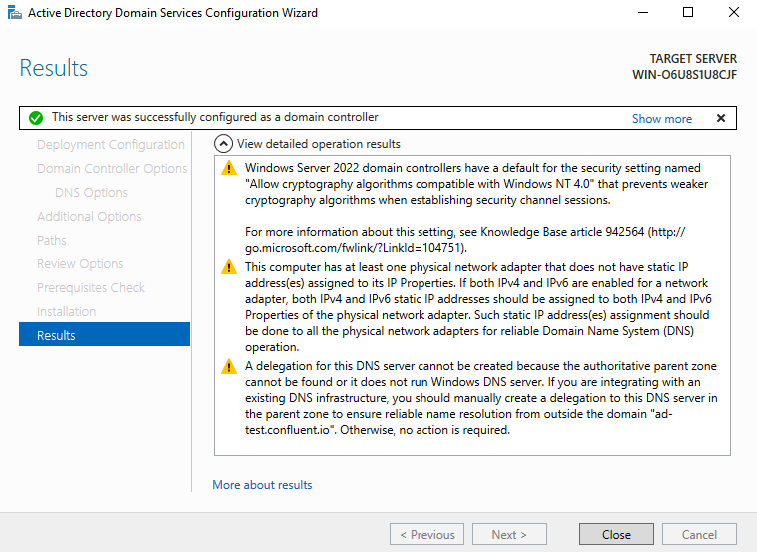 Active Directory Domain Services Configuration Wizard
Results
TARGET SERVER
WIN-O6U8S1U8CJF
This server was successfully configured as a domain controller
Show more
Deployment Configuration
Domain Controller Options
DNS Options
Additional Options
Paths
Review Options
Prerequisites Check
Installation
Results
View detailed operation results
Windows Server 2022 domain controllers have a default for the security setting named
"Allow cryptography algorithms compatible with Windows NT 4.0" that prevents weaker
cryptography algorithms when establishing security channel sessions.
For more information about this setting, see Knowledge Base article 942564 (http://
go.microsoft.com/fwlink/?LinkId=104751).
This computer has at least one physical network adapter that does not have static IP
address(es) assigned to its IP Properties. If both IPv4 and IPv6 are enabled for a network
adapter, both IPv4 and IPv6 static IP addresses should be assigned to both IPv4 and IPv6
Properties of the physical network adapter. Such static IP address(es) assignment should
be done to all the physical network adapters for reliable Domain Name System (DNS)
operation.
A delegation for this DNS server cannot be created because the authoritative parent zone
cannot be found or it does not run Windows DNS server. If you are integrating with an
existing DNS infrastructure, you should manually create a delegation to this DNS server in
the parent zone to ensure reliable name resolution from outside the domain "ad-
test.confluent.io". Otherwise, no action is required.
More about results
< Previous
Next >
Close
Cancel